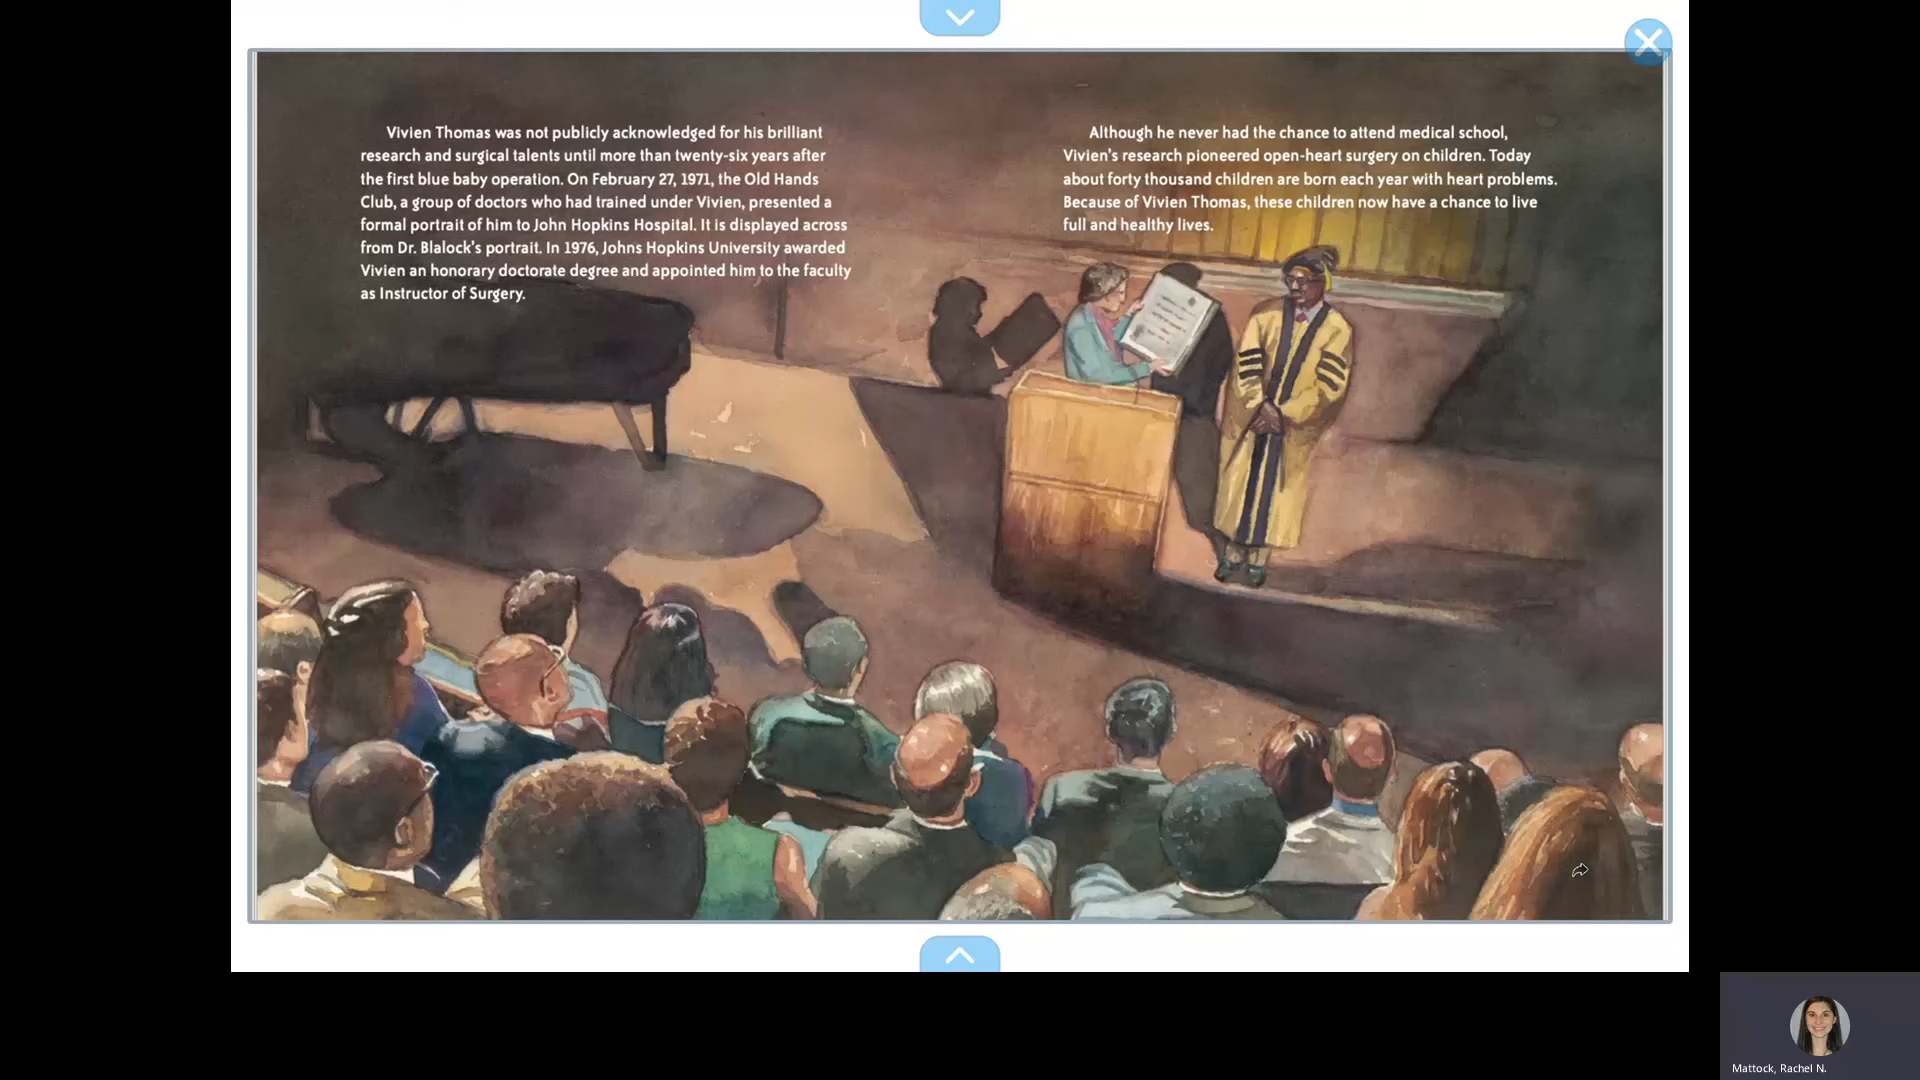 Vivien Thomas was not publicly acknowledged for his brilliant
research and surgical talents until more than twenty-six years after
the first blue baby operation. On February 27, 1971, the Old Hands
Club, a group of doctors who had trained under Vivien, presented a
formal portrait of him to John Hopkins Hospital. It is displayed across
from Dr. Blalock's portrait. In 1976, Johns Hopkins University awarded
Vivien an honorary doctorate degree and appointed him to the faculty
as Instructor of Surgery.
Although he never had the chance to attend medical school,
Vivien's research pioneered open-heart surgery on children. Today
about forty thousand children are born each year with heart problems.
Because of Vivien Thomas, these children now have a chance to live
full and healthy lives.
Mattock, Rachel N.